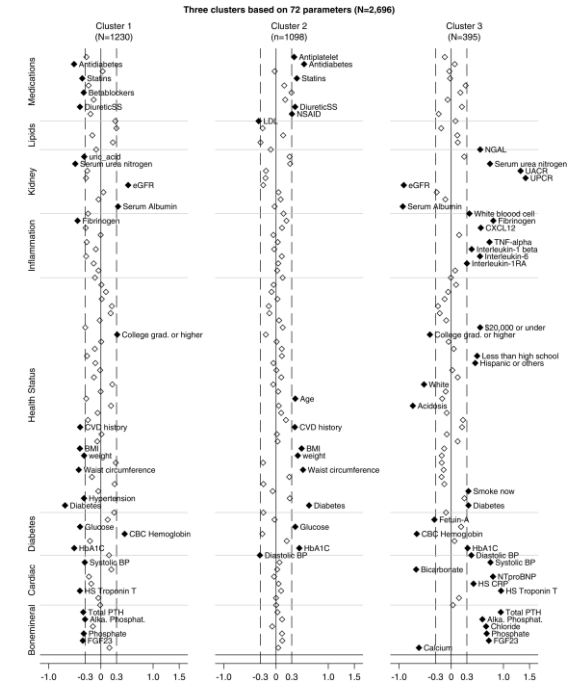 Three clusters based on 72 parameters (N=2,696)
Cluster 1
(N=1230)
Cluster 2
(n=1098)
Cluster 3
(N=395)
Medications
Lipids
Kidney
Inflammation
Health Status
Diabetes
Cardiac
Bonemineral
Antidiabetes
Statins
Betablockers
DiureticSS
uric_acid
Serum urea nitrogen
eGFR
Serum Albumin
Fibrinogen
College grad. or higher
CVD history
BMI
weight
Waist circumference
Hypertension
Diabetes
Glucose
CBC Hemoglobin
HbA1C
Systolic BP
HS Troponin T
Total PTH
Alka. Phosphat.
Phosphate
FGF23
-1.0
-0.3
0
0.3
1.0
1.5
Antiplatelet
Antidiabetes
Statins
DiureticSS
NSAID
LDL
Age
CVD history
BMI
weight
Waist circumference
Diabetes
Glucose
HbA1C
Diastolic BP
-1.0
-0.3
0
0.3
1.0
1.5
NGAL
Serum urea nitrogen
UACR
UPCR
eGFR
Serum Albumin
White bloood cell
Fibrinogen
CXCL12
TNF-alpha
Interleukin-1 beta
Interleukin-6
Interleukin-1RA
$20,000 or under
College grad. or higher
Less than high school
Hispanic or others
White
Acidosis
Smoke now
Diabetes
Fetuin-A
CBC Hemoglobin
HbA1C
Diastolic BP
Systolic BP
Bicarbonate
NTproBNP
HS CRP
HS Troponin T
Total PTH
Alka. Phosphat.
Chloride
Phosphate
FGF23
Calcium
-1.0
-0.3
0
0.3
1.0
1.5